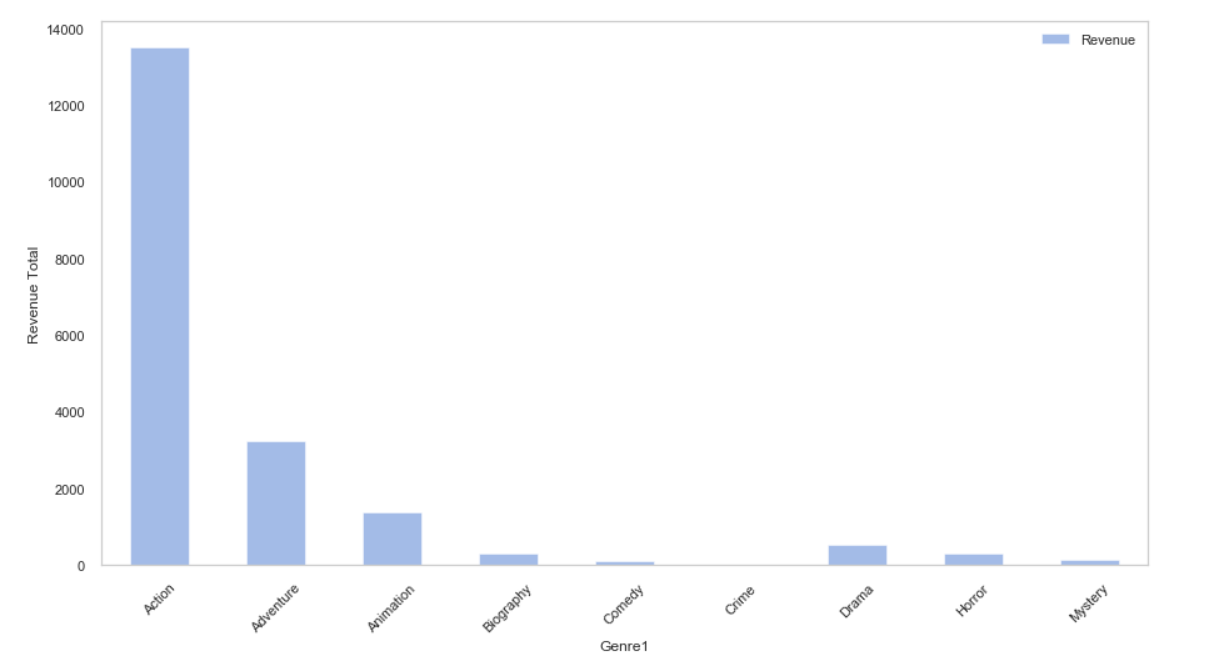 14000
Revenue
12000
10000
8000
6000
4000
2000
0
Revenue Total
Action
Adventure
Animation
Biography
Comedy
Crime
Drama
Horror
Mystery
Genre1